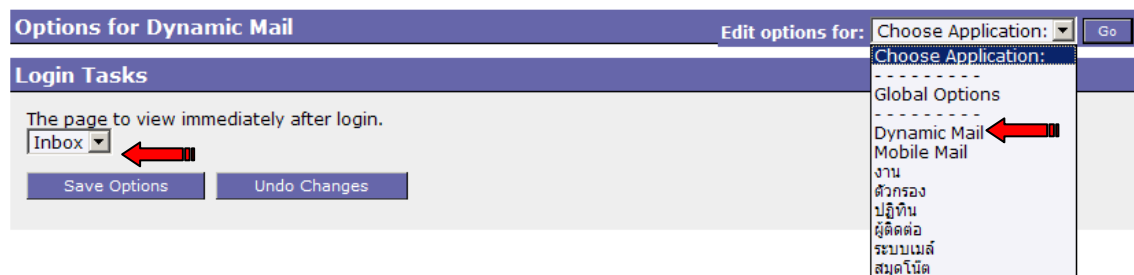 Options for Dynamic Mail
Edit options for: Choose Application: Go
Choose Application:
- - - - - - - - -
Global Options
- - - - - - - - -
Dynamic Mail
Mobile Mail
งาน
ตัวกรอง
ปฏิทิน
ผู้ติดต่อ
ระบบเมล์
สมุดโน๊ต
Login Tasks
The page to view immediately after login.
Inbox
Save Options Undo Changes